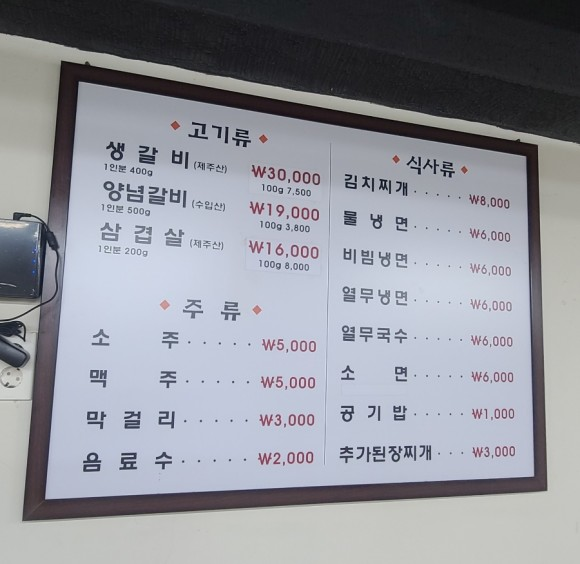 고기류
생갈비 (제주산) ₩30,000
1인분 400g 100g 7,500
양념갈비 (수입산) ₩19,000
1인분 500g 100g 3,800
삼겹살 (제주산) ₩16,000
1인분 200g 100g 8,000
주류
소 주 ····· ₩5,000
맥 주 ····· ₩5,000
막걸리 ····· ₩3,000
음료수 ····· ₩2,000
식사류
김치찌개 ····· ₩8,000
물냉면 ····· ₩6,000
비빔냉면 ····· ₩6,000
열무냉면 ····· ₩6,000
열무국수 ····· ₩6,000
소 면 ····· ₩6,000
공기밥 ····· ₩1,000
추가된장찌개 ··· ₩3,000